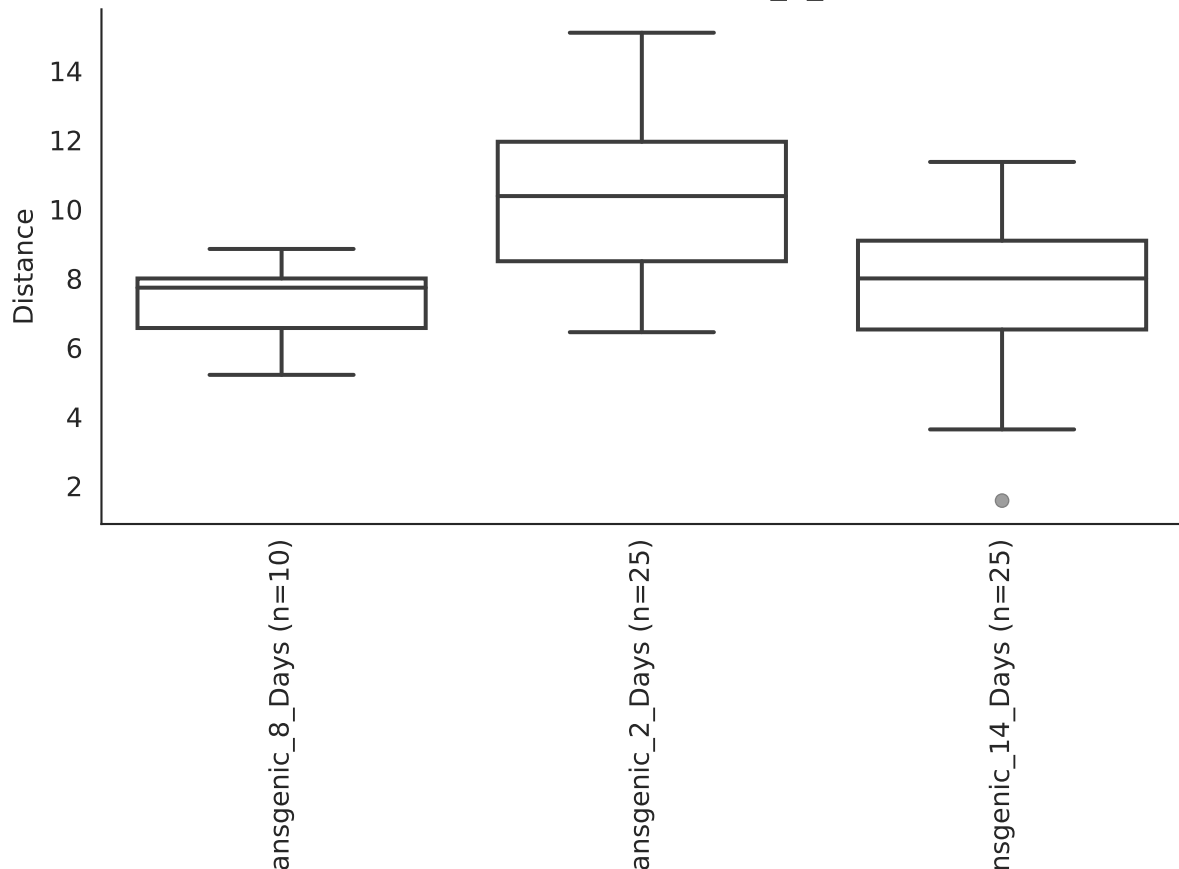 Distance
14
12
10
8
6
4
2
ansgenic_8_Days (n=10)
ansgenic_2_Days (n=25)
nsgenic_14_Days (n=25)